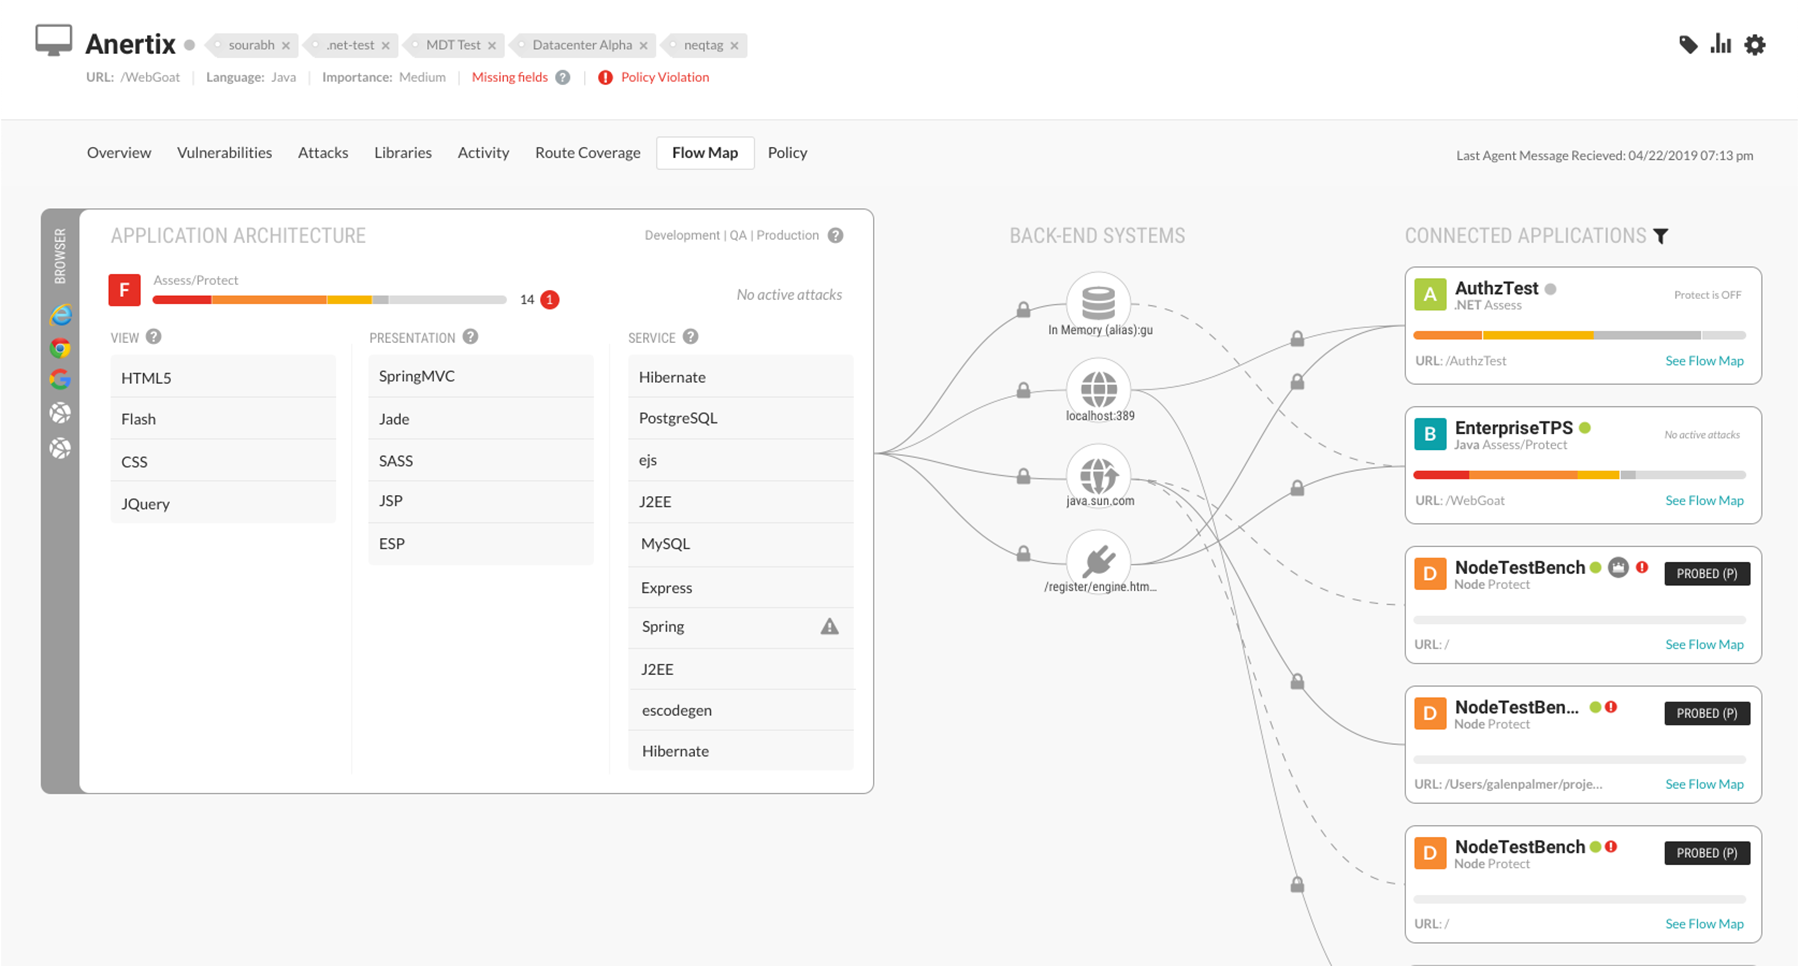 Anertix
sourabh ×
.net-test ×
MDT Test ×
Datacenter Alpha ×
neqtag ×
URL: /WebGoat
Language: Java
Importance: Medium
Missing fields ?
! Policy Violation
Overview
Vulnerabilities
Attacks
Libraries
Activity
Route Coverage
Flow Map
Policy
Last Agent Message Recieved: 04/22/2019 07:13 pm
BROWSER
APPLICATION ARCHITECTURE
Development | QA | Production ?
F
Assess/Protect
14 1
No active attacks
VIEW ?
HTML5
Flash
CSS
JQuery
PRESENTATION ?
SpringMVC
Jade
SASS
JSP
ESP
SERVICE ?
Hibernate
PostgreSQL
ejs
J2EE
MySQL
Express
Spring
J2EE
escodegen
Hibernate
BACK-END SYSTEMS
In Memory (alias):gu
localhost:389
java.sun.com
/register/engine.htm...
CONNECTED APPLICATIONS
A
AuthzTest
.NET Assess
Protect is OFF
URL: /AuthzTest
See Flow Map
B
EnterpriseTPS
Java Assess/Protect
No active attacks
URL: /WebGoat
See Flow Map
D
NodeTestBench !
Node Protect
PROBED (P)
URL: /
See Flow Map
D
NodeTestBen... !
Node Protect
PROBED (P)
URL: /Users/galenpalmer/proje...
See Flow Map
D
NodeTestBench !
Node Protect
PROBED (P)
URL: /
See Flow Map